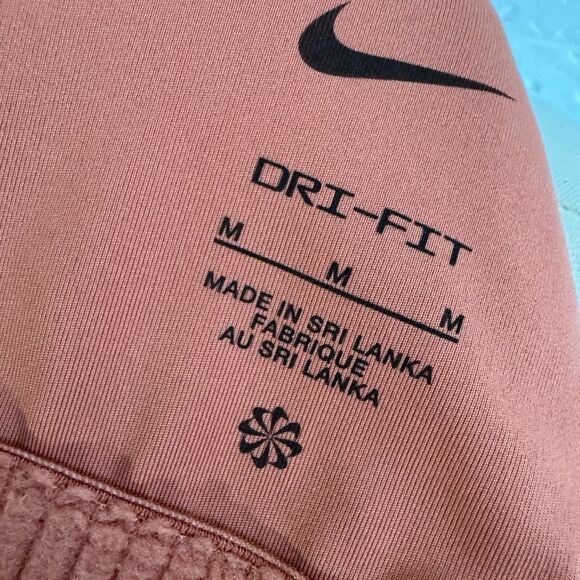 DRI-FIT
M M M
MADE IN SRI LANKA
FABRIQUE
AU SRI LANKA